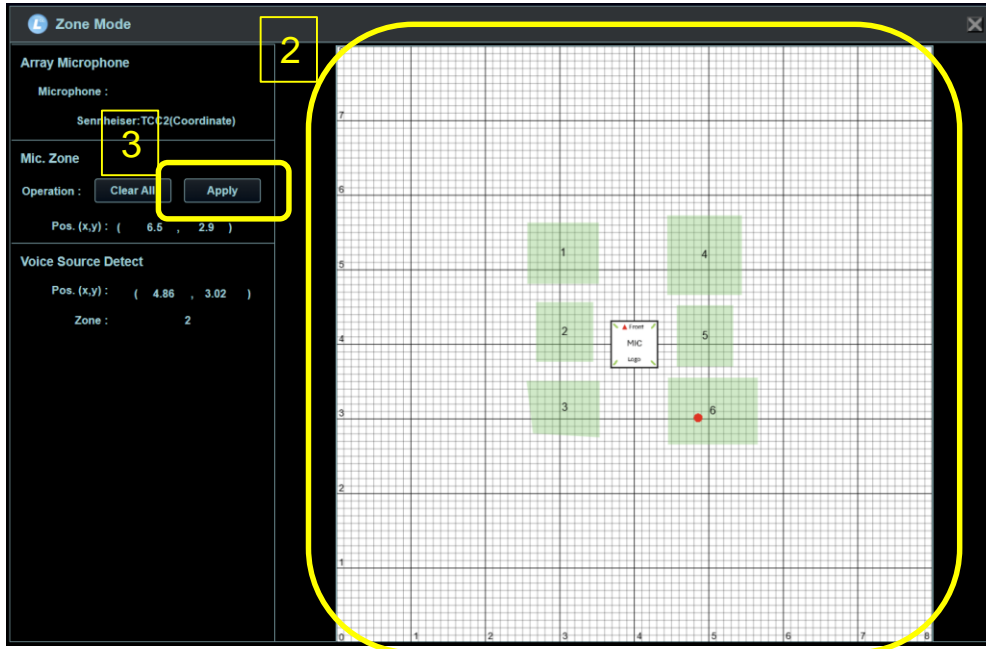 L Zone Mode
2
Array Microphone
Microphone :
Sennheiser:TCC2(Coordinate)
3
Mic. Zone
Operation : Clear All Apply
Pos. (x,y) : ( 6.5 , 2.9 )
Voice Source Detect
Pos. (x,y) : ( 4.86 , 3.02 )
Zone : 2
7
6
5
4
3
2
1
0 1 2 3 4 5 6 7 8
1
4
2
Front
MIC
Logo
5
3
6